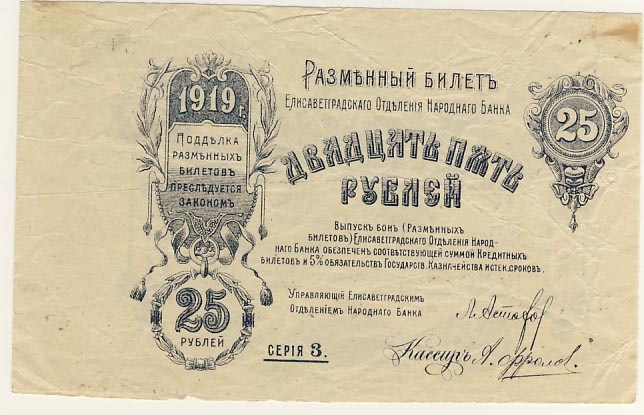 1919 г.
Поддѣлка
размѣнныхъ
билетовъ
преслѣдуется
закономъ
25
рублей
Размѣнный билетъ
Елисаветградскаго Отдѣленія Народнаго Банка
Двадцать пять
рублей
25
Выпускъ бонъ (Размѣнныхъ
билетовъ) Елисаветградскаго Отдѣленія Народ-
наго Банка обезпеченъ соотвѣтствующей суммой Кредитныхъ
билетовъ и 5% обязательствъ Государств. Казначейства истек. сроковъ.
Управляющій Елисаветградскимъ
Отдѣленіемъ Народнаго Банка
Серія 3.
Кассиръ А.